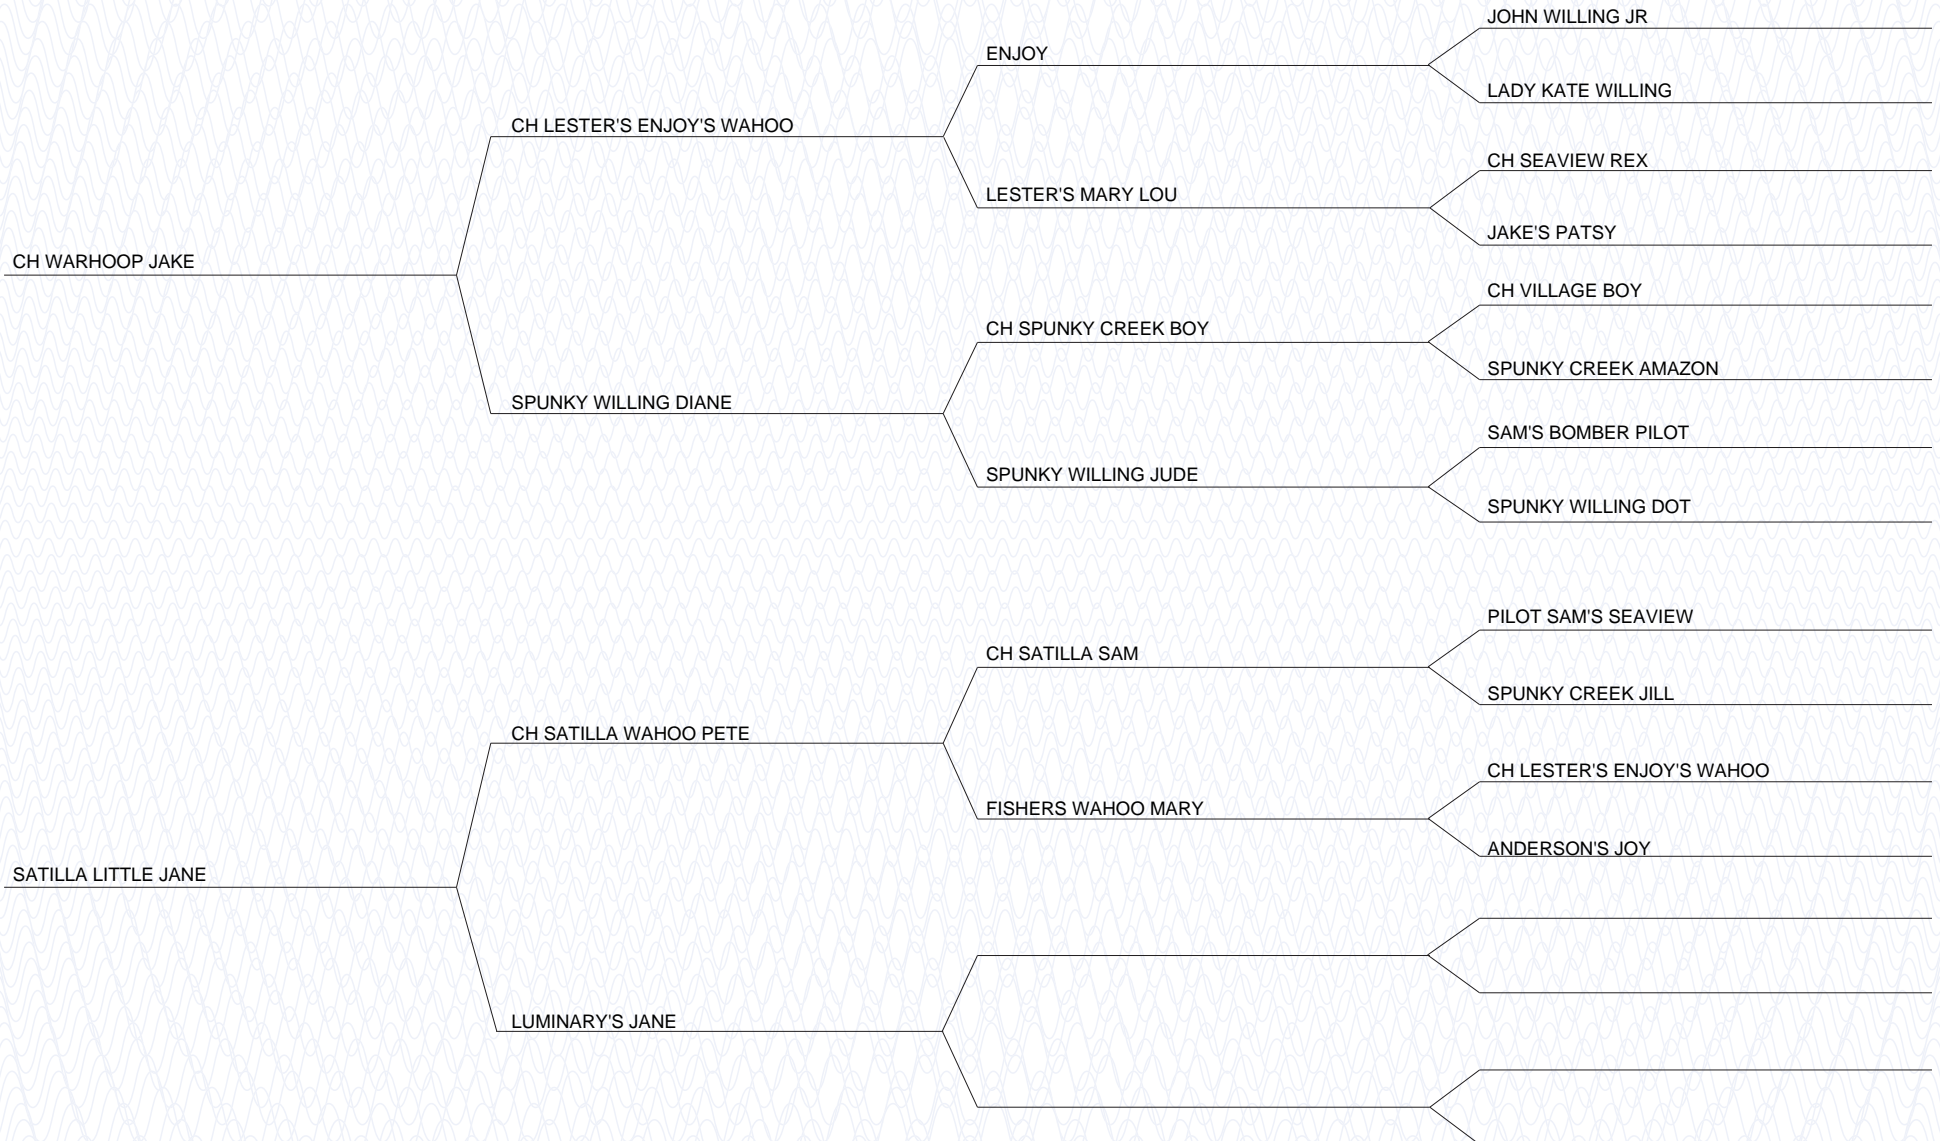 JOHN WILLING JR
ENJOY
LADY KATE WILLING
CH LESTER'S ENJOY'S WAHOO
CH SEAVIEW REX
LESTER'S MARY LOU
JAKE'S PATSY
CH WARHOOP JAKE
CH VILLAGE BOY
CH SPUNKY CREEK BOY
SPUNKY CREEK AMAZON
SPUNKY WILLING DIANE
SAM'S BOMBER PILOT
SPUNKY WILLING JUDE
SPUNKY WILLING DOT
PILOT SAM'S SEAVIEW
CH SATILLA SAM
SPUNKY CREEK JILL
CH SATILLA WAHOO PETE
CH LESTER'S ENJOY'S WAHOO
FISHERS WAHOO MARY
ANDERSON'S JOY
SATILLA LITTLE JANE
LUMINARY'S JANE